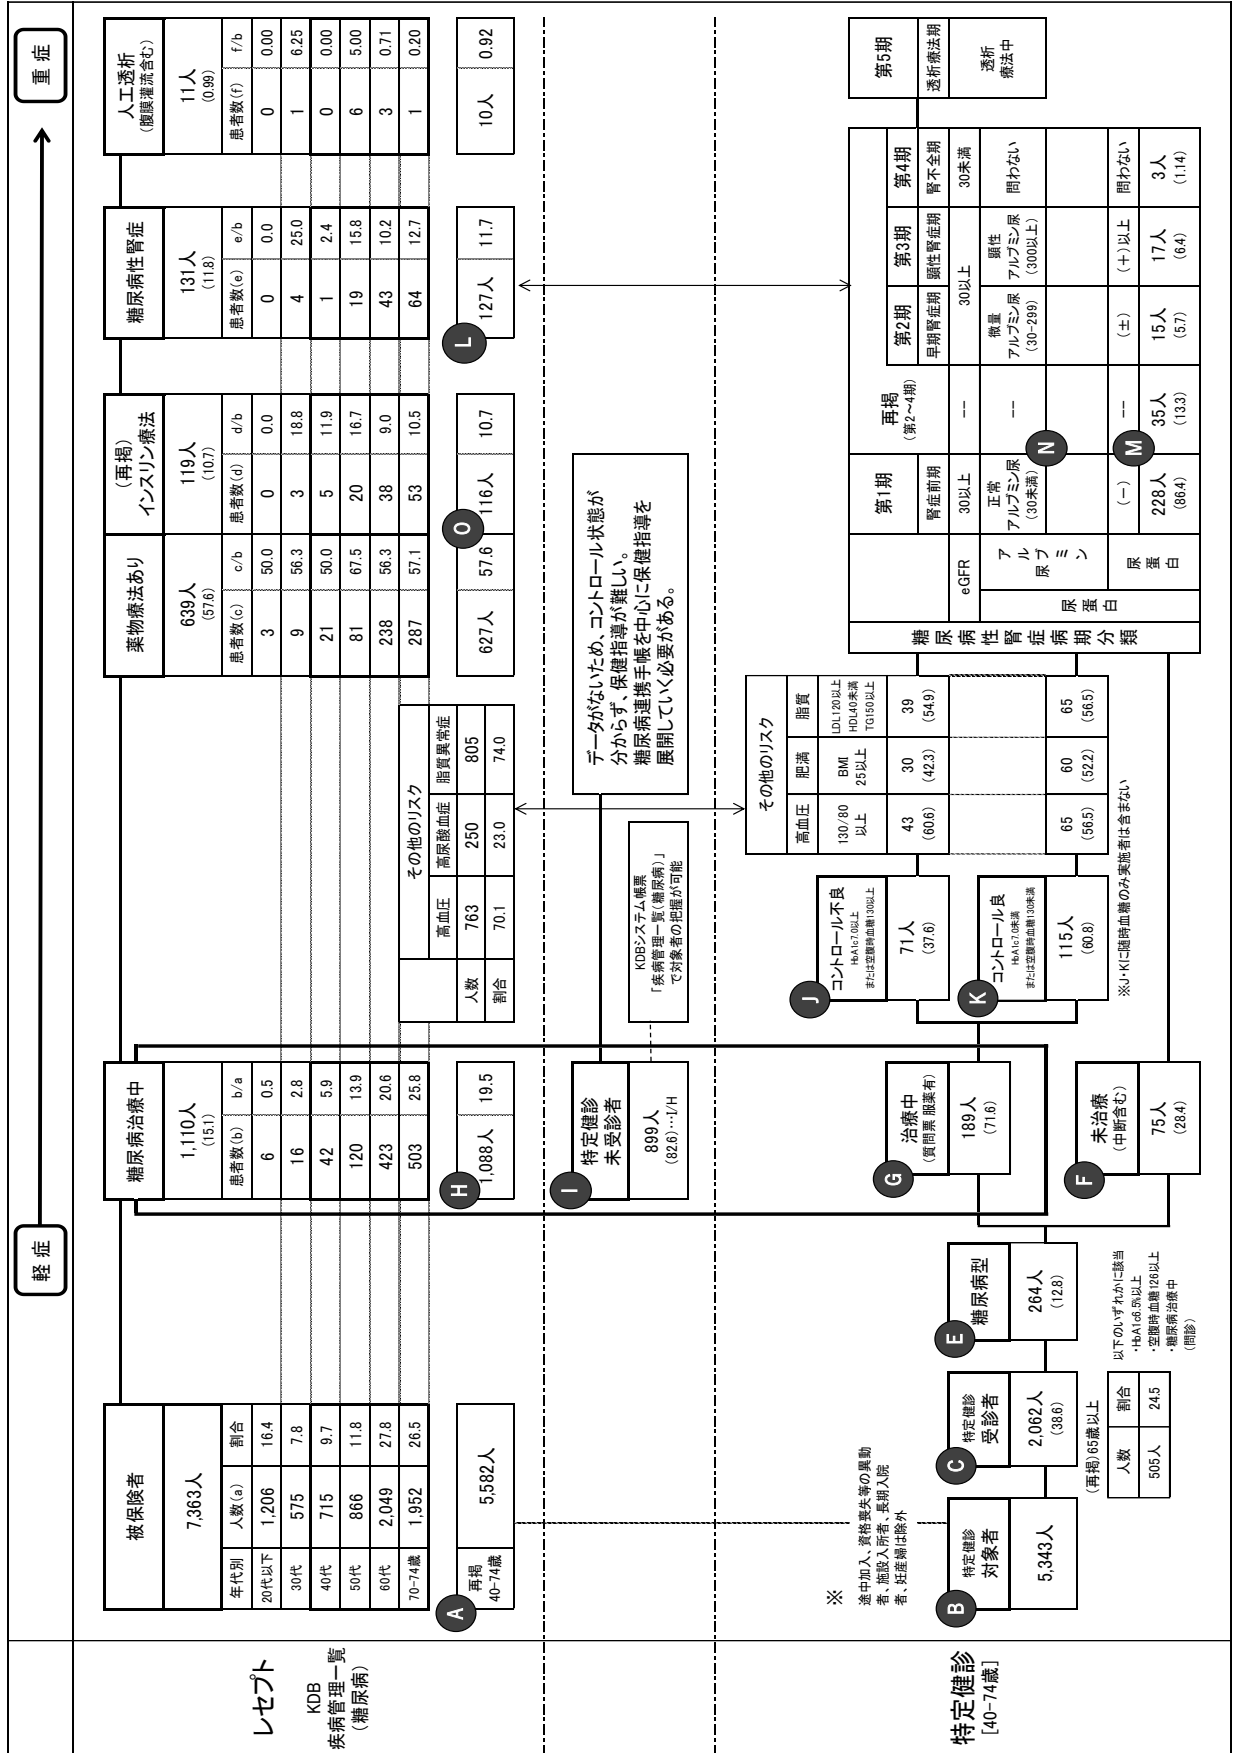 軽症
重症
レセプト
KDB
疾病管理一覧
（糖尿病）
被保険者
7,363人
年代別 人数(a) 割合
20代以下 1,206 16.4
30代 575 7.8
40代 715 9.7
50代 866 11.8
60代 2,049 27.8
70-74歳 1,952 26.5
A
再掲
40-74歳
5,582人
糖尿病治療中
1,110人
(15.1)
患者数(b) b/a
6 0.5
16 2.8
42 5.9
120 13.9
423 20.6
503 25.8
H
1,088人 19.5
その他のリスク
高血圧 高尿酸血症 脂質異常症
人数 763 250 805
割合 70.1 23.0 74.0
薬物療法あり
639人
(57.6)
患者数(c) c/b
3 50.0
9 56.3
21 50.0
81 67.5
238 56.3
287 57.1
627人 57.6
（再掲）
インスリン療法
119人
(10.7)
患者数(d) d/b
0 0.0
3 18.8
5 11.9
20 16.7
38 9.0
53 10.5
O
116人 10.7
糖尿病性腎症
131人
(11.8)
患者数(e) e/b
0 0.0
4 25.0
1 2.4
19 15.8
43 10.2
64 12.7
L
127人 11.7
人工透析
(腹膜灌流含む)
11人
(0.99)
患者数(f) f/b
0 0.00
1 6.25
0 0.00
6 5.00
3 0.71
1 0.20
10人 0.92
I
特定健診
未受診者
899人
(82.6)…I/H
KDBシステム帳票
「疾病管理一覧(糖尿病)」
で対象者の把握が可能
データがないため、コントロール状態が
分からず、保健指導が難しい。
糖尿病連携手帳を中心に保健指導を
展開していく必要がある。
特定健診
[40-74歳]
※
途中加入、資格喪失等の異動
者、施設入所者、長期入院
者、妊産婦は除外
B
特定健診
対象者
5,343人
C
特定健診
受診者
2,062人
(38.6)
(再掲)65歳以上
人数 割合
505人 24.5
E
糖尿病型
264人
(12.8)
以下のいずれかに該当
・HbA1c6.5%以上
・空腹時血糖126以上
・糖尿病治療中
（問診）
G
治療中
(質問票 服薬有)
189人
(71.6)
F
未治療
(中断含む)
75人
(28.4)
J
コントロール不良
HbA1c7.0以上
または空腹時血糖130以上
71人
(37.6)
K
コントロール良
HbA1c7.0未満
または空腹時血糖130未満
115人
(60.8)
※J・Kに随時血糖のみ実施者は含まない
その他のリスク
高血圧 肥満 脂質
130/80
以上
BMI
25以上
LDL120以上
HDL40未満
TG150以上
43
(60.6)
30
(42.3)
39
(54.9)
65
(56.5)
60
(52.2)
65
(56.5)
糖尿病性腎症病期分類
第1期 再掲
(第2～4期)
第2期 第3期 第4期
腎症前期 早期腎症期 顕性腎症期 腎不全期
eGFR 30以上 -- 30以上 30未満
尿蛋白
尿アルブミン
正常
アルブミン尿
(30未満)
--
微量
アルブミン尿
(30-299)
顕性
アルブミン尿
(300以上)
問わない
N
尿蛋白 （－） -- （±） （＋）以上 問わない
M
228人
(86.4)
35人
(13.3)
15人
(5.7)
17人
(6.4)
3人
(1.14)
第5期
透析療法期
透析
療法中